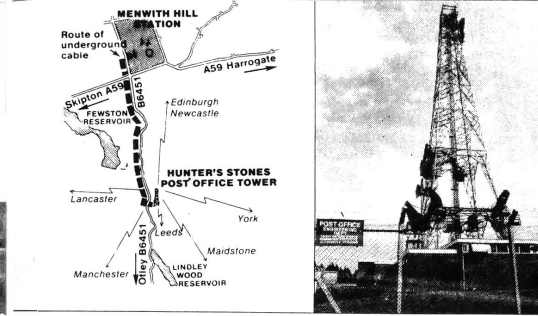 MENWITH HILL
STATION
Route of
underground
cable
A59 Harrogate
Skipton A59
B6451
FEWSTON
RESERVOIR
Edinburgh
Newcastle
HUNTER'S STONES
POST OFFICE TOWER
Lancaster
York
Leeds
Maidstone
Manchester
Otley B6451
LINDLEY
WOOD
RESERVOIR
POST OFFICE
ENGINEERING